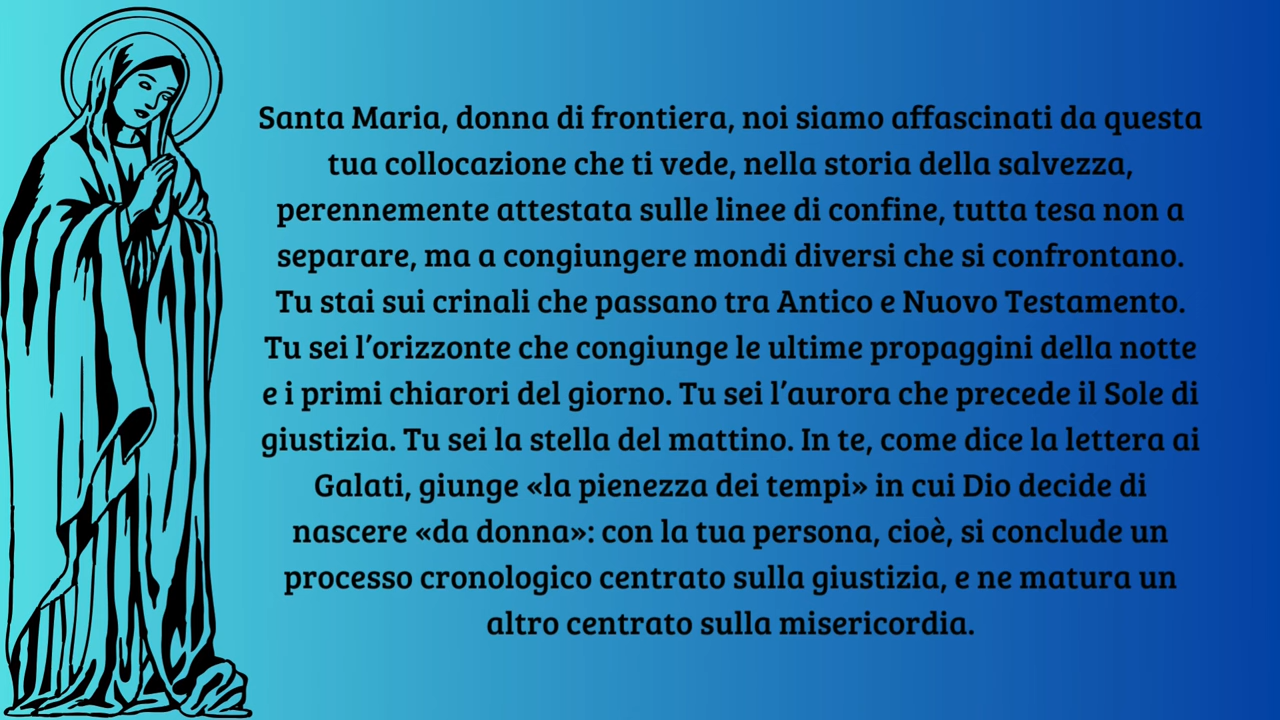 Santa Maria, donna di frontiera, noi siamo affascinati da questa
tua collocazione che ti vede, nella storia della salvezza,
perennemente attestata sulle linee di confine, tutta tesa non a
separare, ma a congiungere mondi diversi che si confrontano.
Tu stai sui crinali che passano tra Antico e Nuovo Testamento.
Tu sei l’orizzonte che congiunge le ultime propaggini della notte
e i primi chiarori del giorno. Tu sei l’aurora che precede il Sole di
giustizia. Tu sei la stella del mattino. In te, come dice la lettera ai
Galati, giunge «la pienezza dei tempi» in cui Dio decide di
nascere «da donna»: con la tua persona, cioè, si conclude un
processo cronologico centrato sulla giustizia, e ne matura un
altro centrato sulla misericordia.